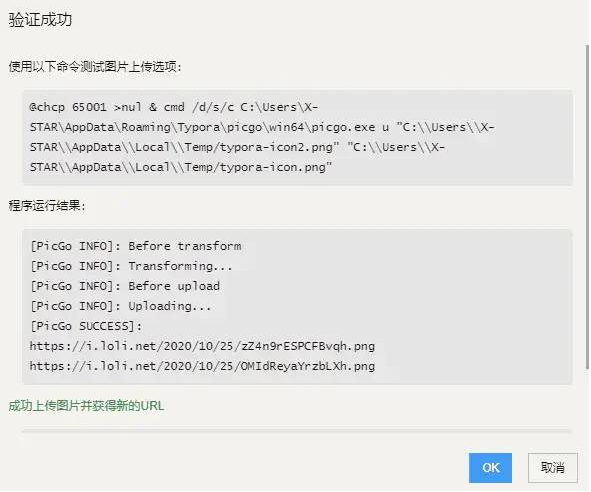 验证成功
使用以下命令测试图片上传选项:
@chcp 65001 >nul & cmd /d/s/c C:\Users\X-
STAR\AppData\Roaming\Typora\picgo\win64\picgo.exe u "C:\\Users\\X-
STAR\\AppData\\Local\\Temp/typora-icon2.png" "C:\\Users\\X-
STAR\\AppData\\Local\\Temp/typora-icon.png"
程序运行结果:
[PicGo INFO]: Before transform
[PicGo INFO]: Transforming...
[PicGo INFO]: Before upload
[PicGo INFO]: Uploading...
[PicGo SUCCESS]:
https://i.loli.net/2020/10/25/zZ4n9rESPCFBvqh.png
https://i.loli.net/2020/10/25/OMIdReyaYrzbLXh.png
成功上传图片并获得新的URL
OK
取消